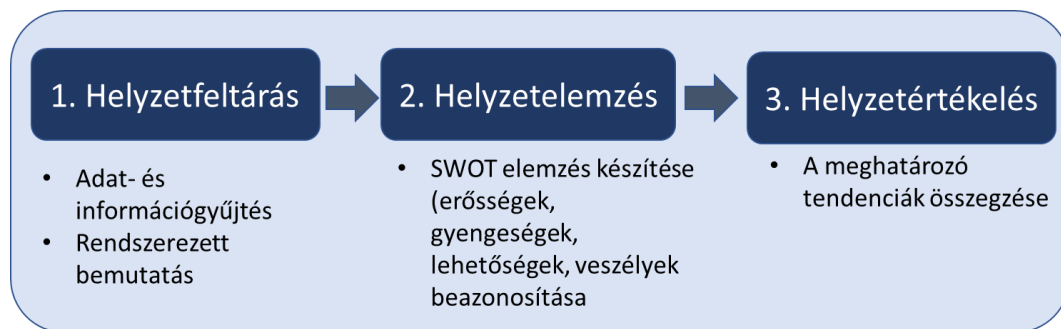 1. Helyzetfeltárás
• Adat- és
információgyűjtés
• Rendszerezett
bemutatás
2. Helyzetelemzés
• SWOT elemzés készítése
(erősségek,
gyengeségek,
lehetőségek, veszélyek
beazonosítása
3. Helyzetértékelés
• A meghatározó
tendenciák összegzése